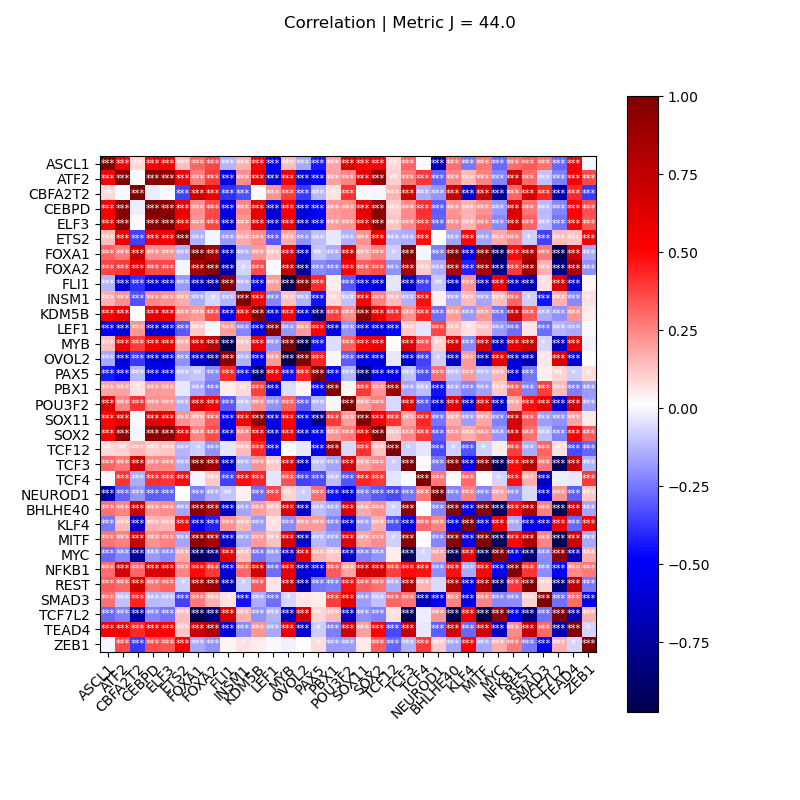 Correlation | Metric J = 44.0
ASCL1
ATF2
CBFA2T2
CEBPD
ELF3
ETS2
FOXA1
FOXA2
FLI1
INSM1
KDM5B
LEF1
MYB
OVOL2
PAX5
PBX1
POU3F2
SOX11
SOX2
TCF12
TCF3
TCF4
NEUROD1
BHLHE40
KLF4
MITF
MYC
NFKB1
REST
SMAD3
TCF7L2
TEAD4
ZEB1
ASCL1 ATF2 CBFA2T2 CEBPD ELF3 ETS2 FOXA1 FOXA2 FLI1 INSM1 KDM5B LEF1 MYB OVOL2 PAX5 PBX1 POU3F2 SOX11 SOX2 TCF12 TCF3 TCF4 NEUROD1 BHLHE40 KLF4 MITF MYC NFKB1 REST SMAD3 TCF7L2 TEAD4 ZEB1
1.00
0.75
0.50
0.25
0.00
−0.25
−0.50
−0.75